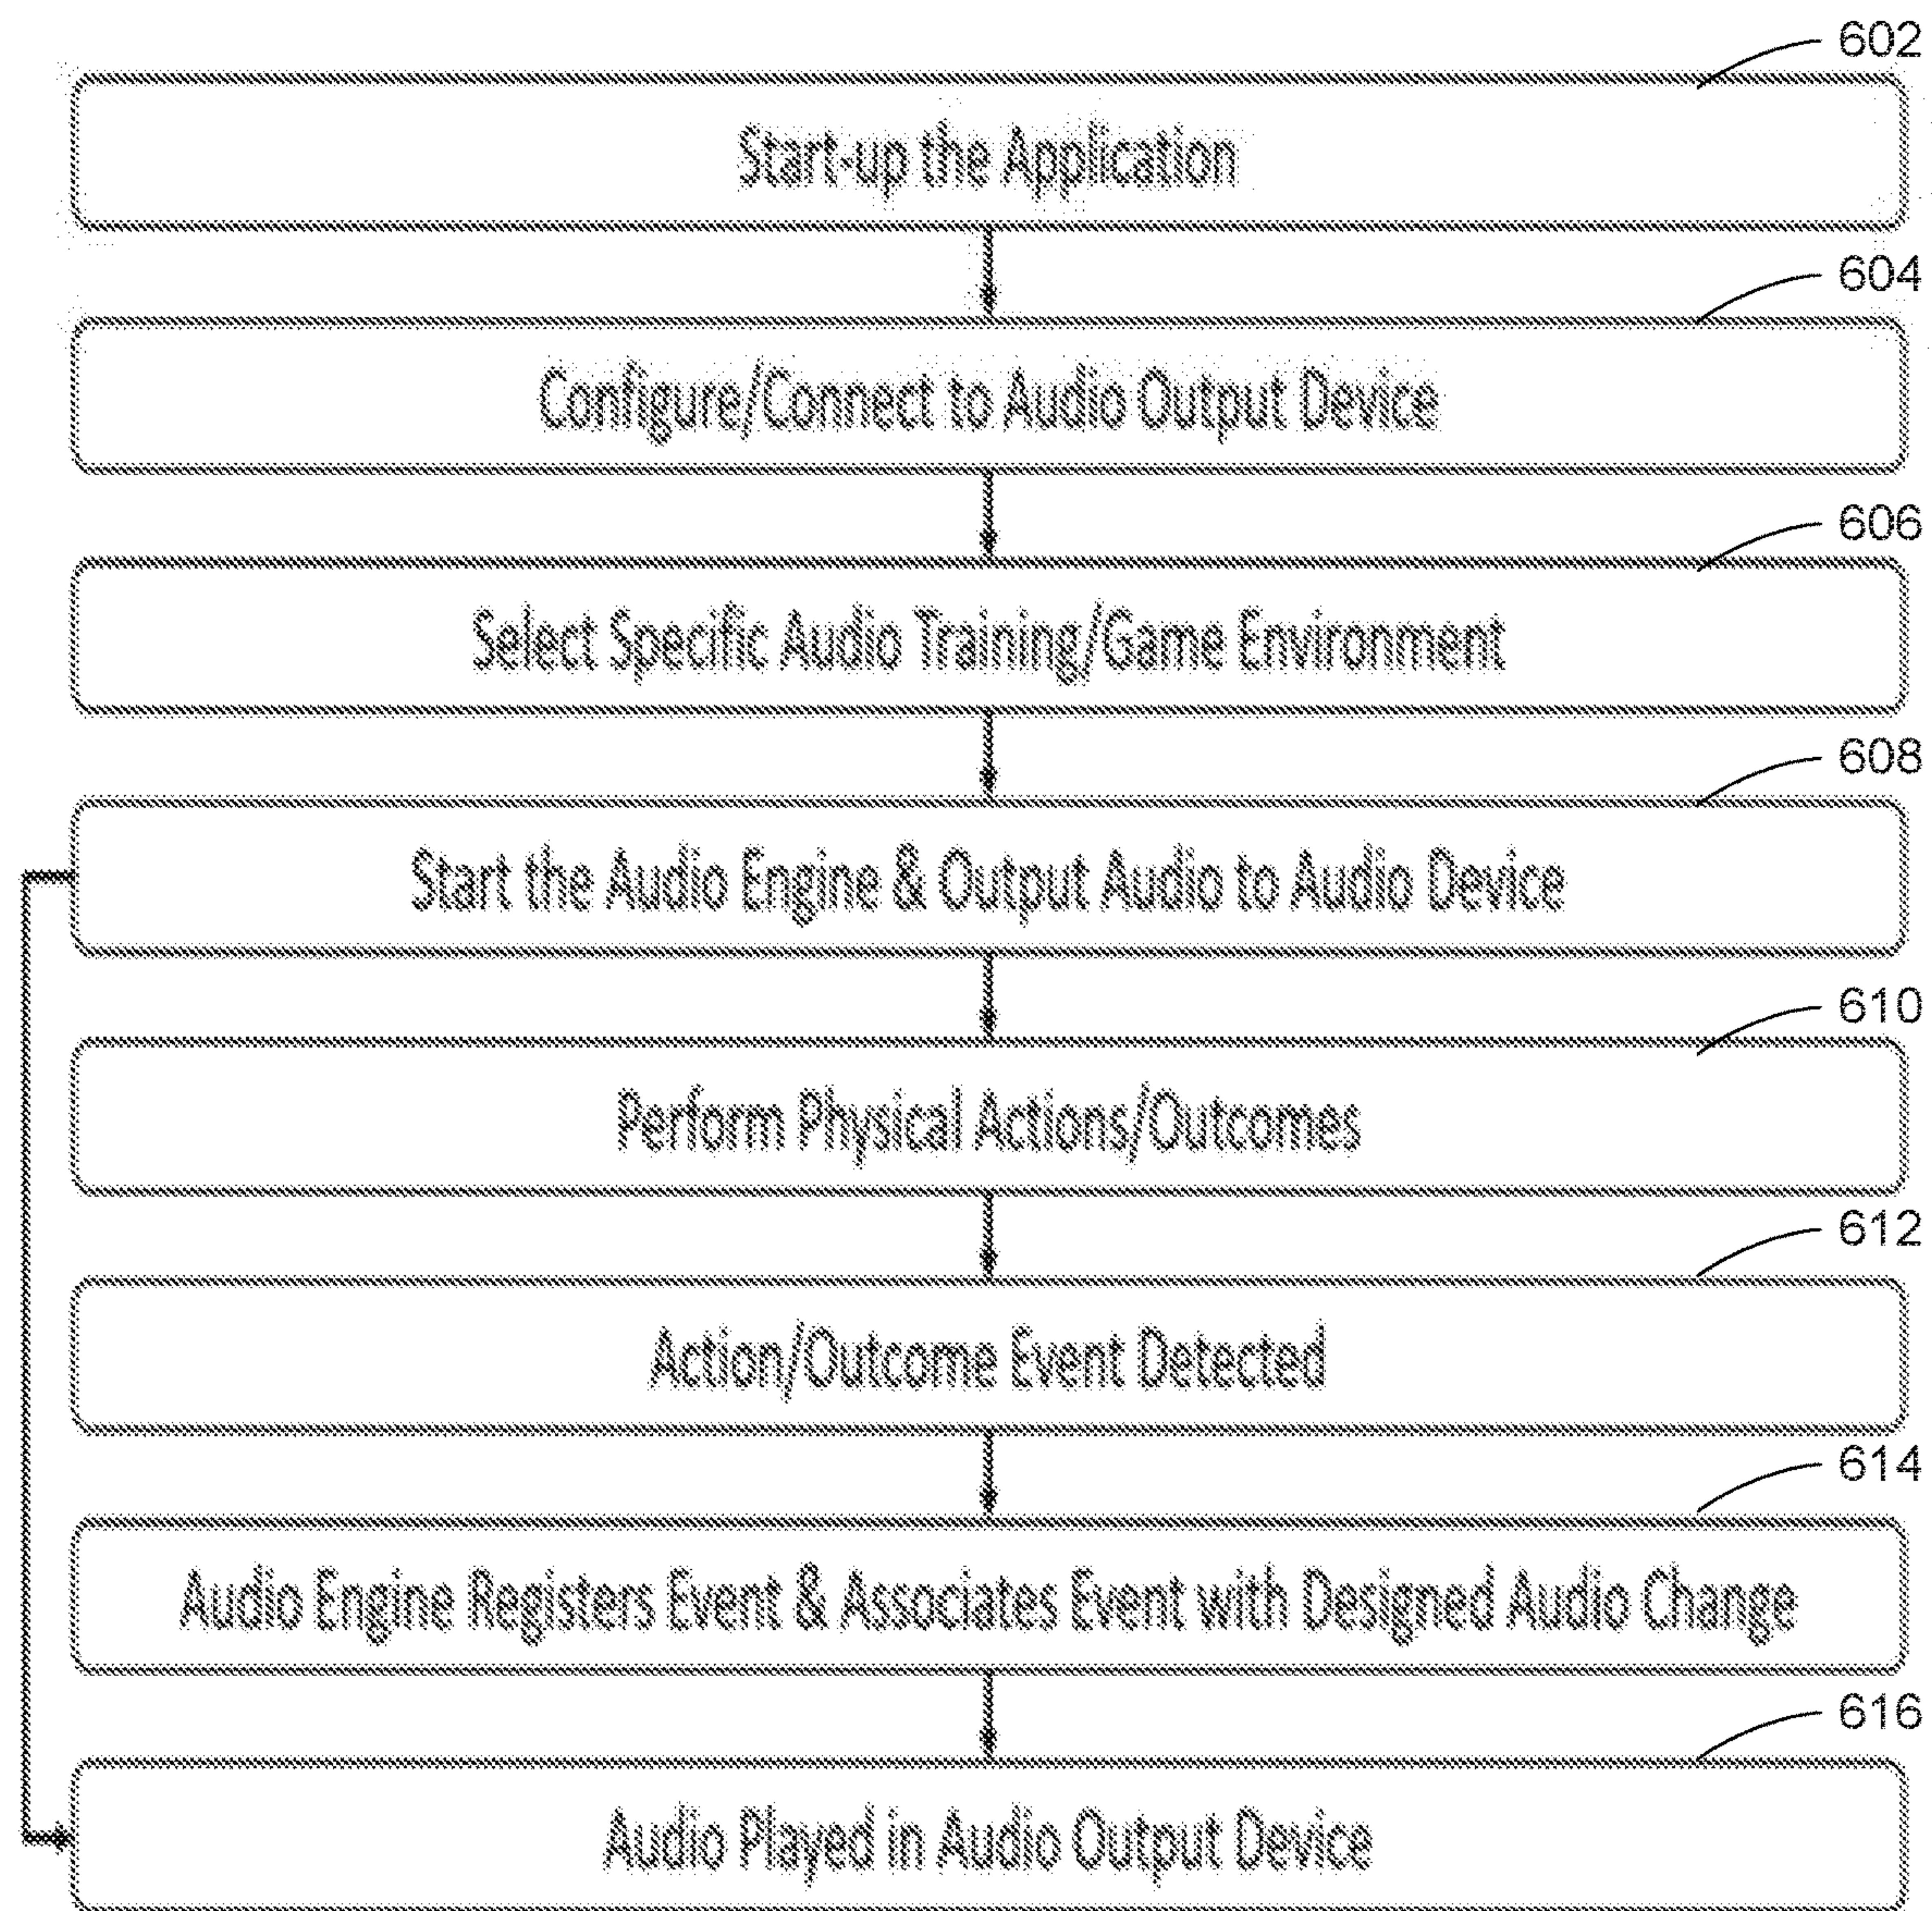 602
Start-up the Application
604
Configure/Connect to Audio Output Device
606
Select Specific Audio Training/Game Environment
608
Start the Audio Engine & Output Audio to Audio Device
610
Perform Physical Actions/Outcomes
612
Action/Outcome Event Detected
614
Audio Engine Registers Event & Associates Event with Designed Audio Change
616
Audio Played in Audio Output Device